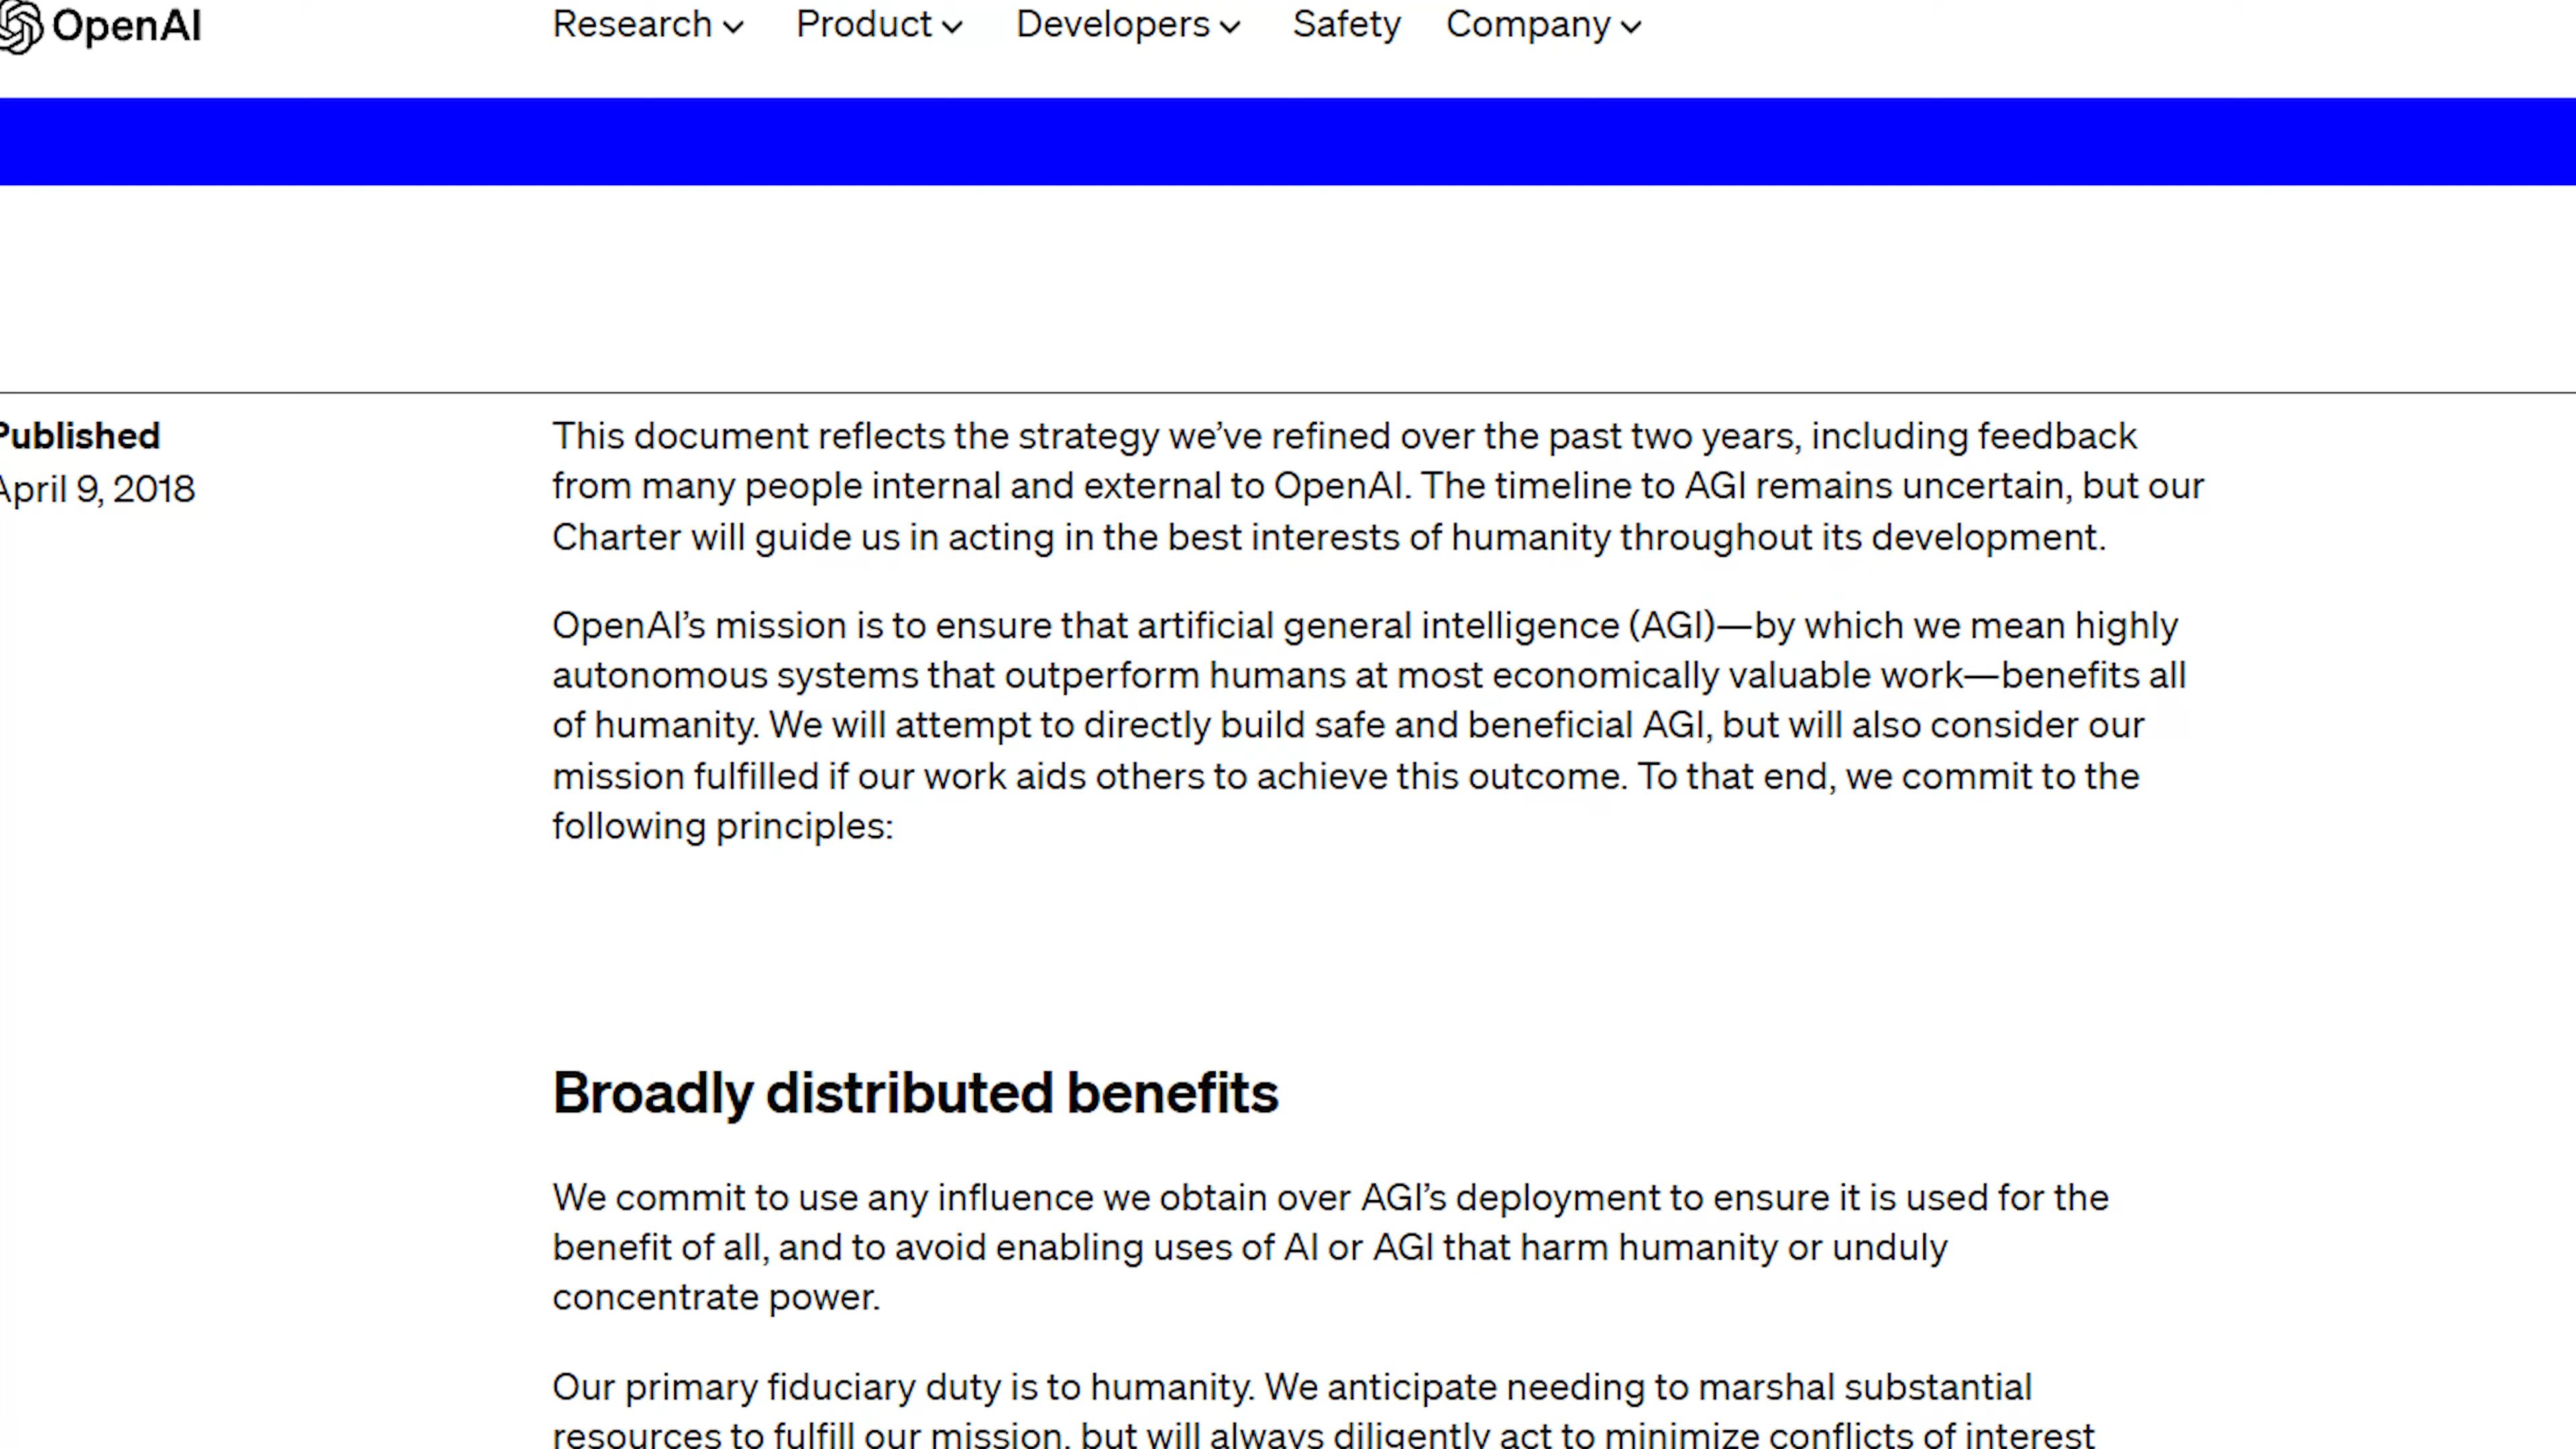 OpenAI
Research Product Developers Safety Company
Published
April 9, 2018
This document reflects the strategy we’ve refined over the past two years, including feedback
from many people internal and external to OpenAI. The timeline to AGI remains uncertain, but our
Charter will guide us in acting in the best interests of humanity throughout its development.
OpenAI’s mission is to ensure that artificial general intelligence (AGI)—by which we mean highly
autonomous systems that outperform humans at most economically valuable work—benefits all
of humanity. We will attempt to directly build safe and beneficial AGI, but will also consider our
mission fulfilled if our work aids others to achieve this outcome. To that end, we commit to the
following principles:
Broadly distributed benefits
We commit to use any influence we obtain over AGI’s deployment to ensure it is used for the
benefit of all, and to avoid enabling uses of AI or AGI that harm humanity or unduly
concentrate power.
Our primary fiduciary duty is to humanity. We anticipate needing to marshal substantial
resources to fulfill our mission, but will always diligently act to minimize conflicts of interest